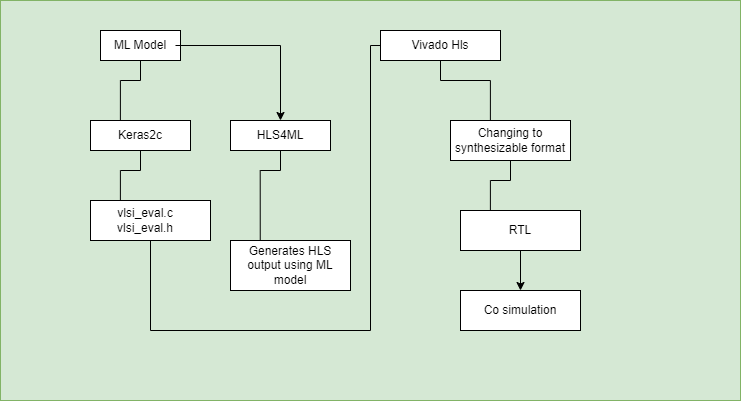 ML Model
Vivado Hls
Keras2c
HLS4ML
Changing to
synthesizable format
vlsi_eval.c
vlsi_eval.h
RTL
Generates HLS
output using ML
model
Co simulation